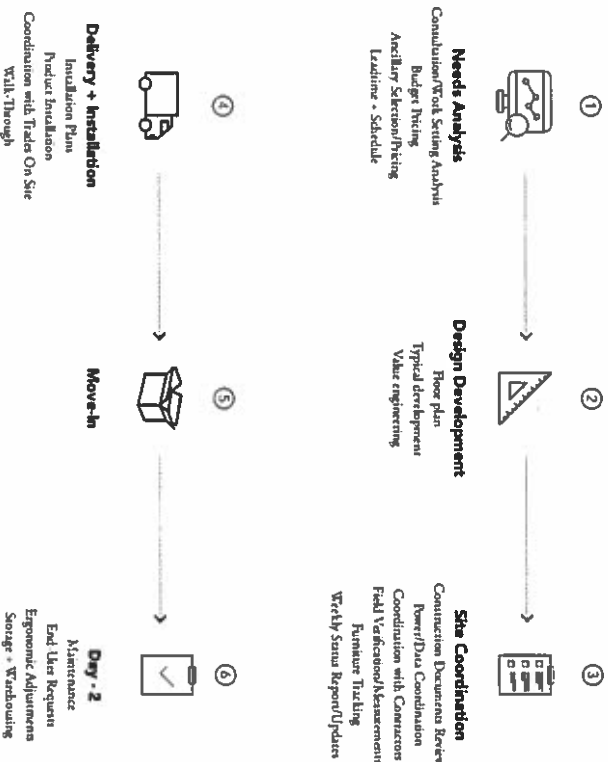 1
Needs Analysis
Consultation/Work Setting Analysis
Budget Pricing
Ancillary Selection/Pricing
Leadtime + Schedule
2
Design Development
Floor plan
Typical development
Value engineering
3
Site Coordination
Construction Documents Review
Power/Data Coordination
Coordination with Contractors
Field Verification/Measurements
Furniture Tracking
Weekly Status Report/Updates
4
Delivery + Installation
Installation Plans
Product Installation
Coordination with Trades On Site
Walk-Through
5
Move-In
6
Day - 2
Maintenance
End-User Requests
Ergonomic Adjustments
Storage + Warehousing